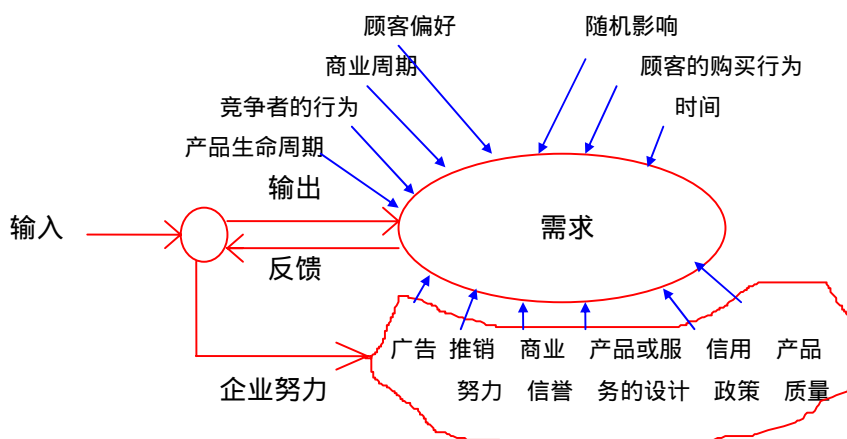 顾客偏好 随机影响
商业周期 顾客的购买行为
竞争者的行为 时间
产品生命周期
输出
输入 需求
反馈
广告 推销 商业 产品或服 信用 产品
企业努力 努力 信誉 务的设计 政策 质量